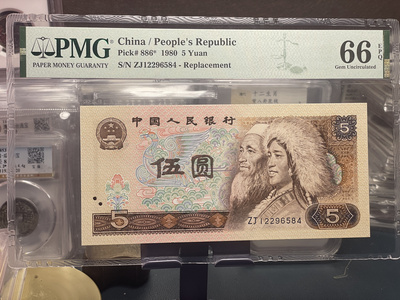 PMG
PAPER MONEY GUARANTY
China / People's Republic
Pick# 886* 1980 5 Yuan
S/N ZJ12296584 - Replacement
66 EPQ
Gem Uncirculated
中国人民银行
5
伍圆
5
ZJ12296584
5